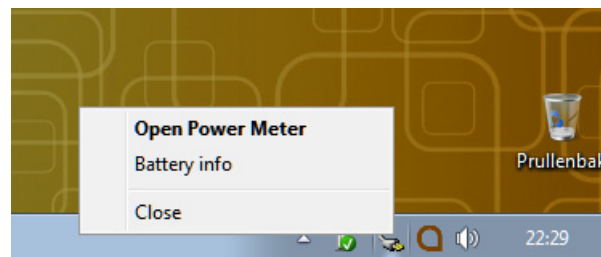 Open Power Meter
Battery info
Prullenbak
Close
22:29